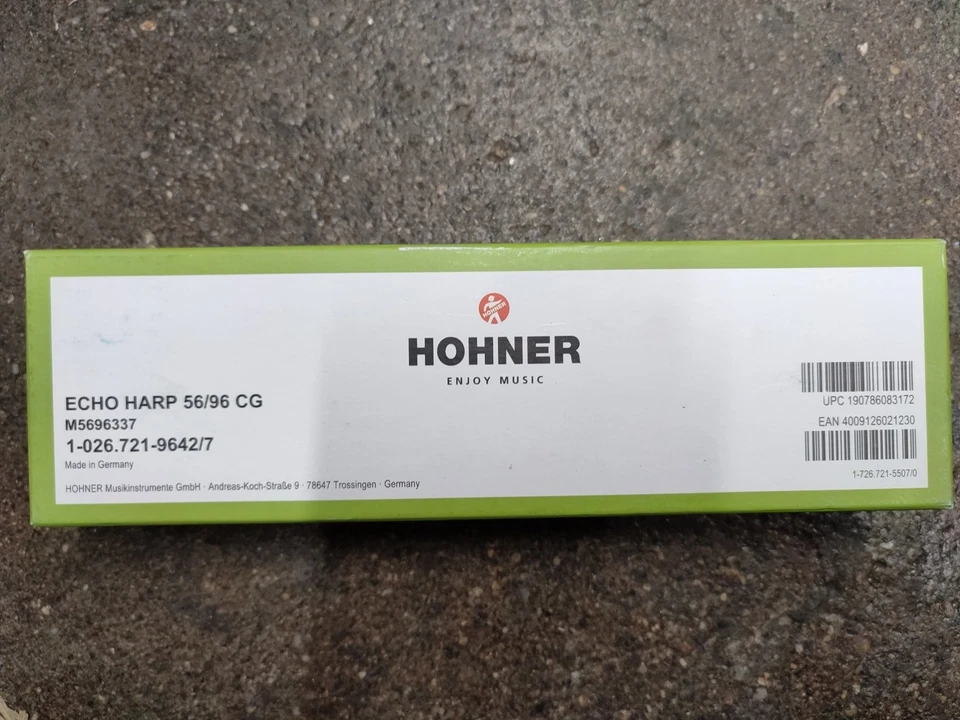 HOHNER
HOHNER
ENJOY MUSIC
ECHO HARP 56/96 CG
M5696337
1-026.721-9642/7
Made in Germany
HOHNER Musikinstrumente GmbH · Andreas-Koch-Straße 9 · 78647 Trossingen · Germany
UPC 190786083172
EAN 4009126021230
1-726.721-5507/0